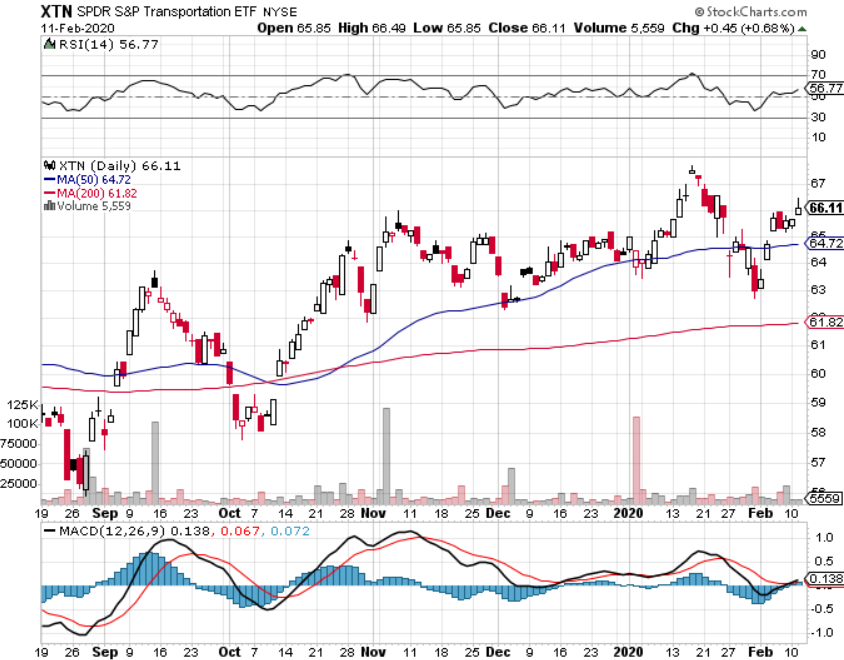 XTN SPDR S&P Transportation ETF NYSE @StockCharts.com
11-Feb-2020 Open 65.85 High 66.49 Low 65.85 Close 66.11 Volume 5,559 Chg +0.45 (+0.68%)
RSI(14) 56.77
90
70
56.77
50
30
10
XTN (Daily) 66.11
MA(50) 64.72
MA(200) 61.82
Volume 5,559
67
66.11
65
64.72
64
63
62
61.82
61
60
59
58
57
56
125K
100K
75000
50000
25000
5559
19 26 Sep 9 16 23 Oct 7 14 21 28 Nov 11 18 25 Dec 9 16 23 2020 13 21 27 Feb 10
MACD(12,26,9) 0.138, 0.067, 0.072
1.0
0.5
0.138
-0.5
-1.0
19 26 Sep 9 16 23 Oct 7 14 21 28 Nov 11 18 25 Dec 9 16 23 2020 13 21 27 Feb 10